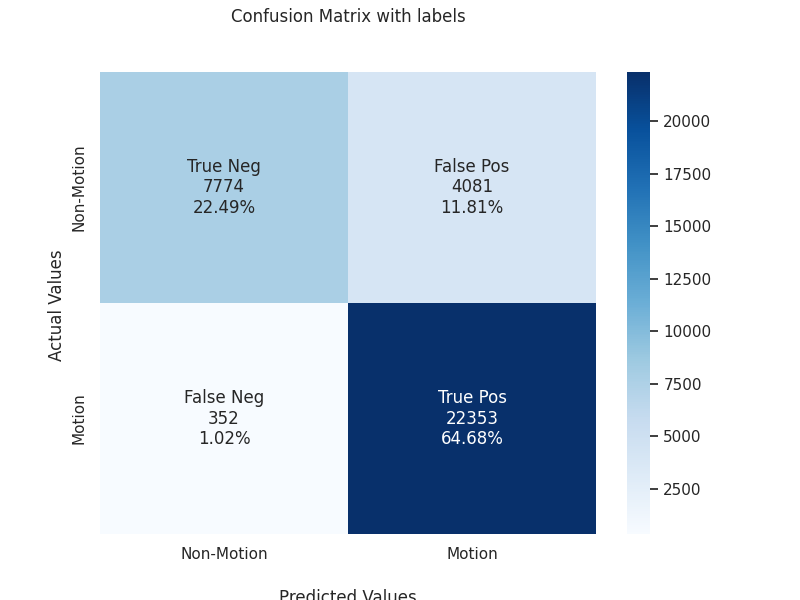 Confusion Matrix with labels
Actual Values
Non-Motion
Motion
True Neg
7774
22.49%
False Pos
4081
11.81%
False Neg
352
1.02%
True Pos
22353
64.68%
Non-Motion
Motion
Predicted Values
20000
17500
15000
12500
10000
7500
5000
2500